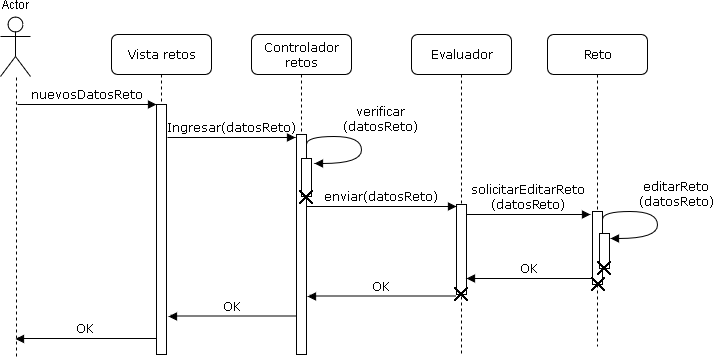 Actor
Vista retos
Controlador
retos
Evaluador
Reto
nuevosDatosReto
Ingresar(datosReto)
verificar
(datosReto)
enviar(datosReto)
solicitarEditarReto
(datosReto)
editarReto
(datosReto)
OK
OK
OK
OK